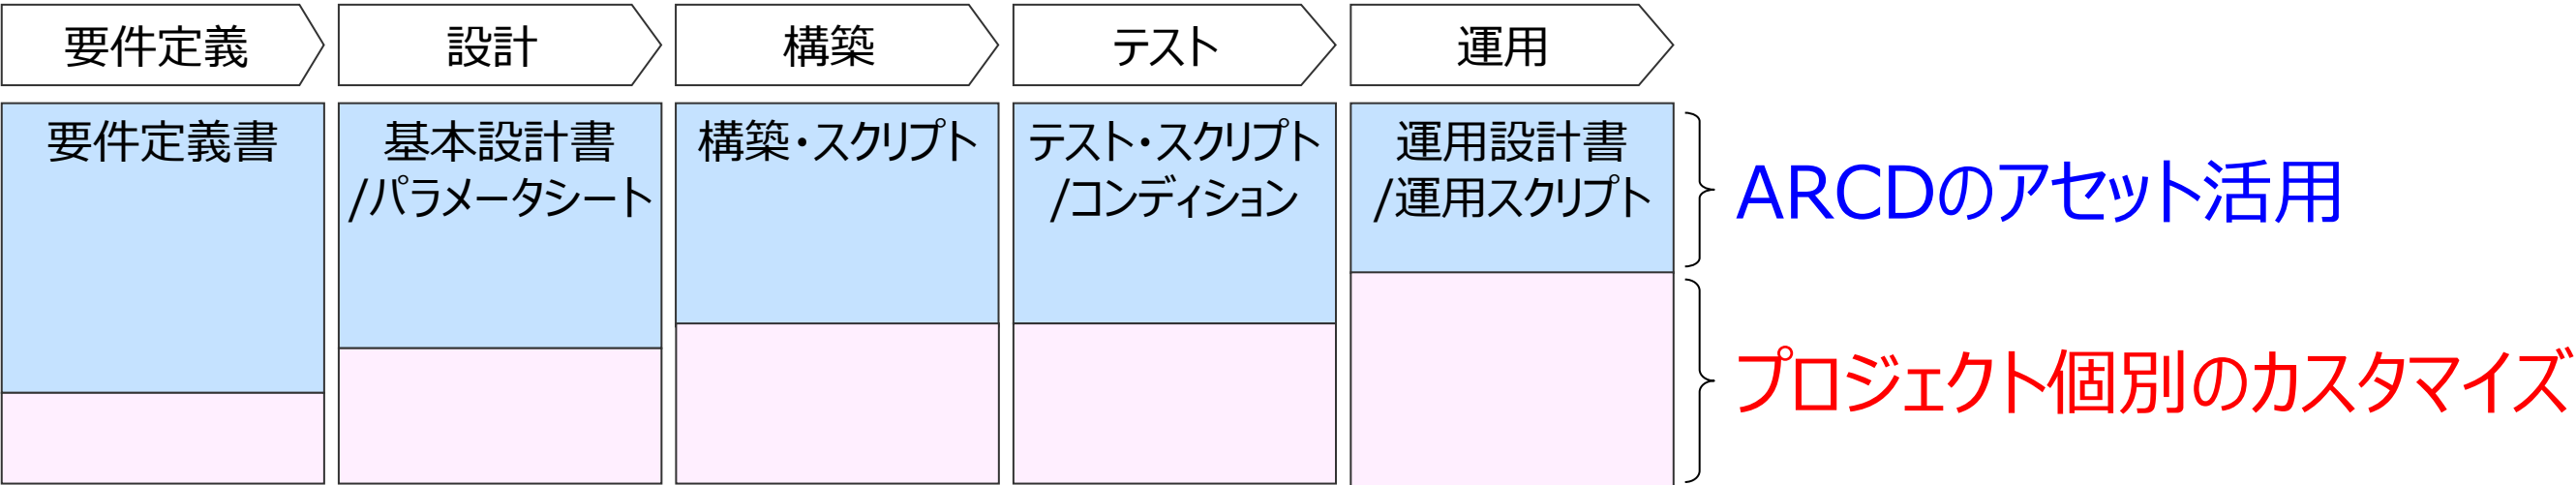 要件定義
設計
構築
テスト
運用
要件定義書
基本設計書
/パラメータシート
構築・スクリプト
テスト・スクリプト
/コンディション
運用設計書
/運用スクリプト
ARCDのアセット活用
プロジェクト個別のカスタマイズ